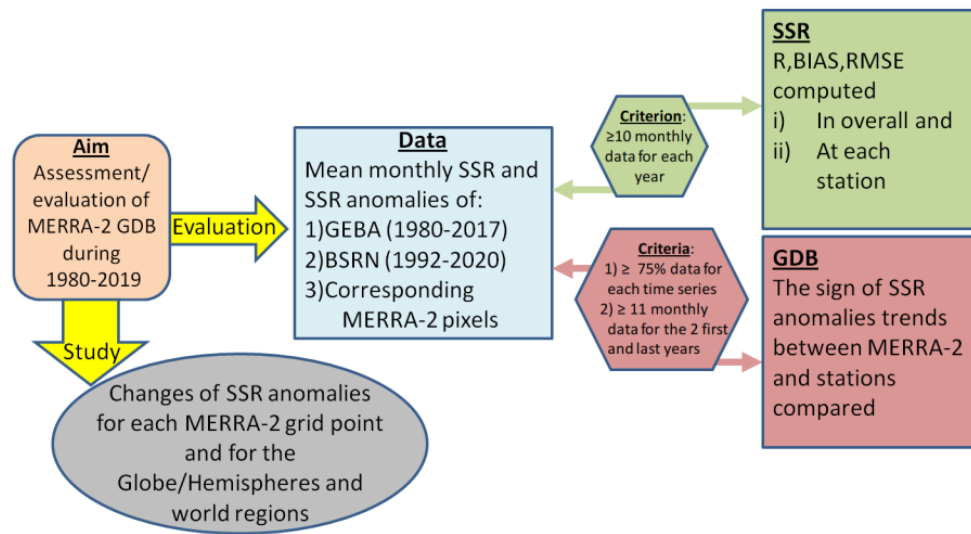 Aim
Assessment/
evaluation of
MERRA-2 GDB
during
1980-2019
Evaluation
Study
Changes of SSR anomalies
for each MERRA-2 grid point
and for the
Globe/Hemispheres and
world regions
Data
Mean monthly SSR and
SSR anomalies of:
1)GEBA (1980-2017)
2)BSRN (1992-2020)
3)Corresponding
MERRA-2 pixels
Criterion:
≥10 monthly
data for each
year
SSR
R,BIAS,RMSE
computed
i) In overall and
ii) At each
station
Criteria:
1) ≥ 75% data for
each time series
2) ≥ 11 monthly
data for the 2 first
and last years
GDB
The sign of SSR
anomalies trends
between MERRA-2
and stations
compared